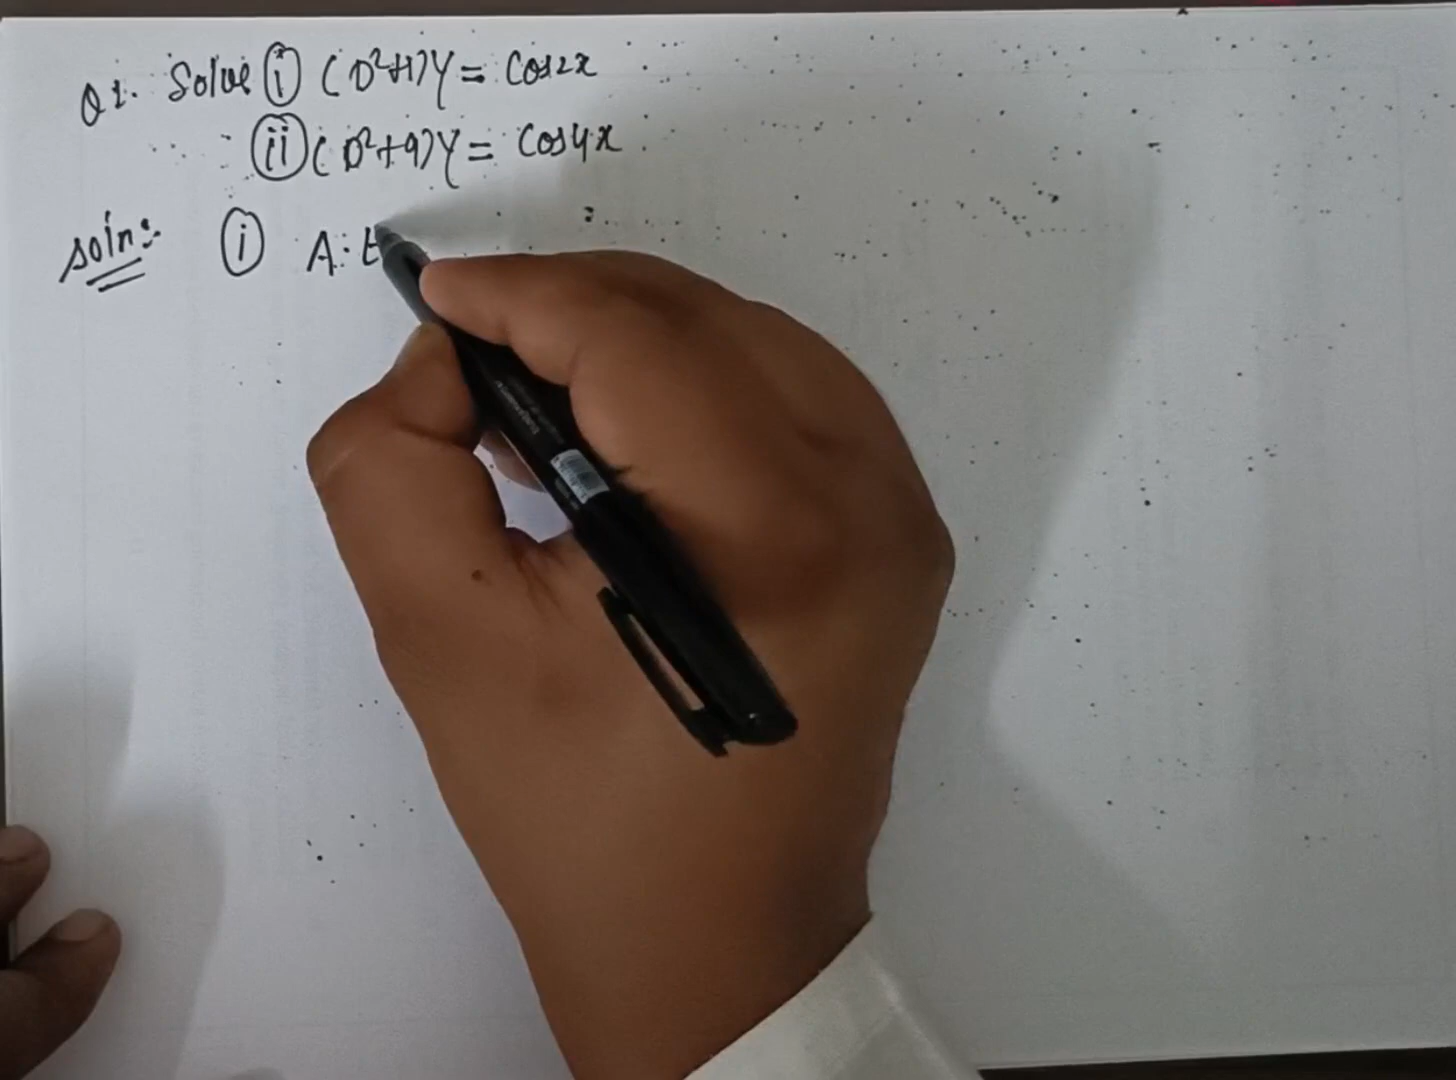 Q1. Solve (i) (D²+1)Y = Cos2x
(ii) (D²+9)Y = Cos4x
Soln:- (i) A.E